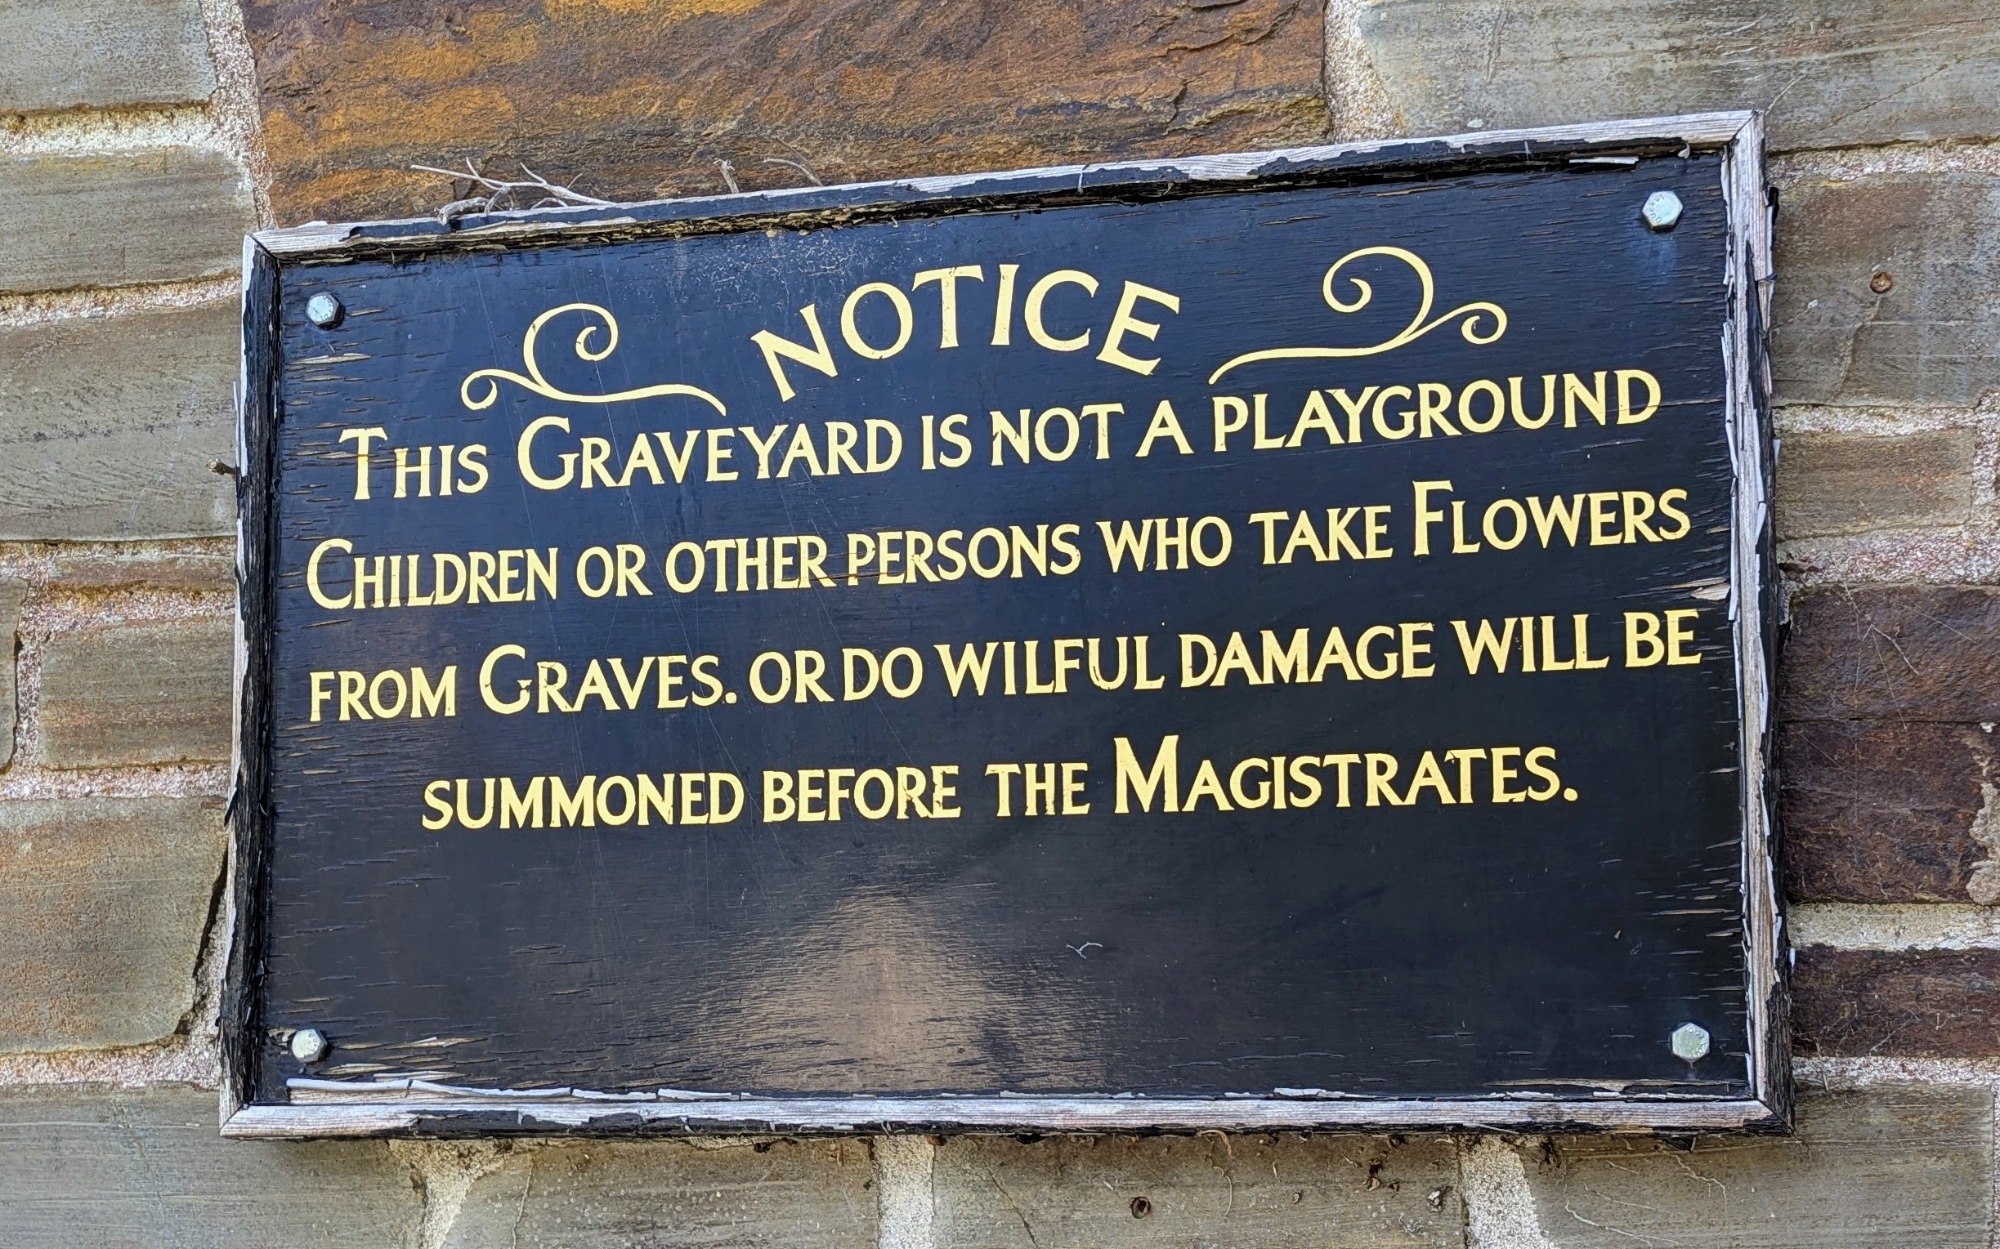 NOTICE
THIS GRAVEYARD IS NOT A PLAYGROUND
CHILDREN OR OTHER PERSONS WHO TAKE FLOWERS
FROM GRAVES. OR DO WILFUL DAMAGE WILL BE
SUMMONED BEFORE THE MAGISTRATES.